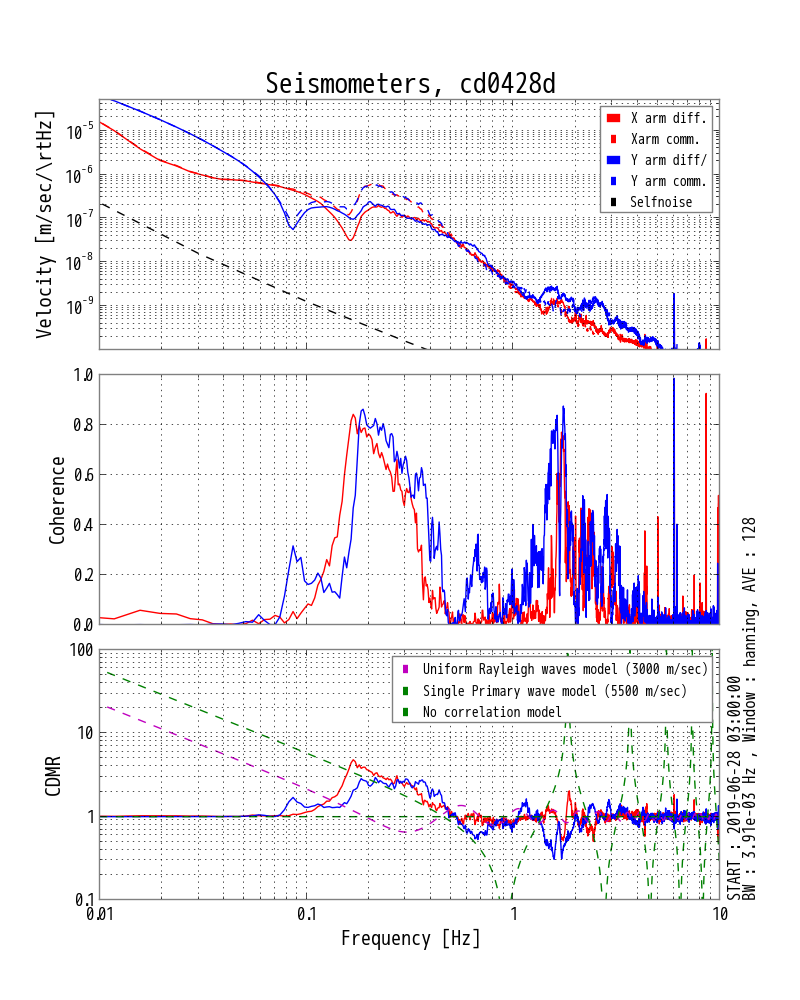 Seismometers, cd0428d
Velocity [m/sec/\rtHz]
10^-5
10^-6
10^-7
10^-8
10^-9
X arm diff.
Xarm comm.
Y arm diff/
Y arm comm.
Selfnoise
Coherence
1.0
0.8
0.6
0.4
0.2
0.0
CDMR
100
10
1
0.1
Uniform Rayleigh waves model (3000 m/sec)
Single Primary wave model (5500 m/sec)
No correlation model
0.01
0.1
1
10
Frequency [Hz]
START : 2019-06-28 03:00:00
BW : 3.91e-03 Hz , Window : hanning, AVE : 128